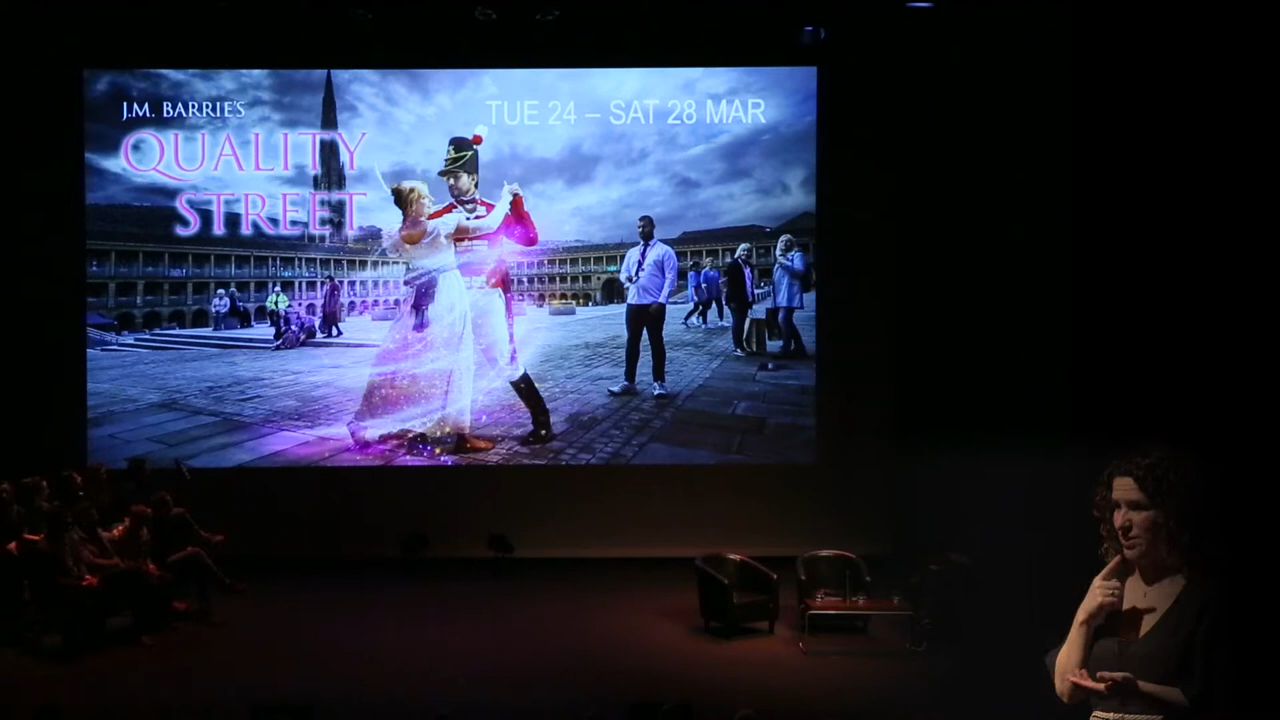 J.M. BARRIE'S
QUALITY
STREET
TUE 24 – SAT 28 MAR